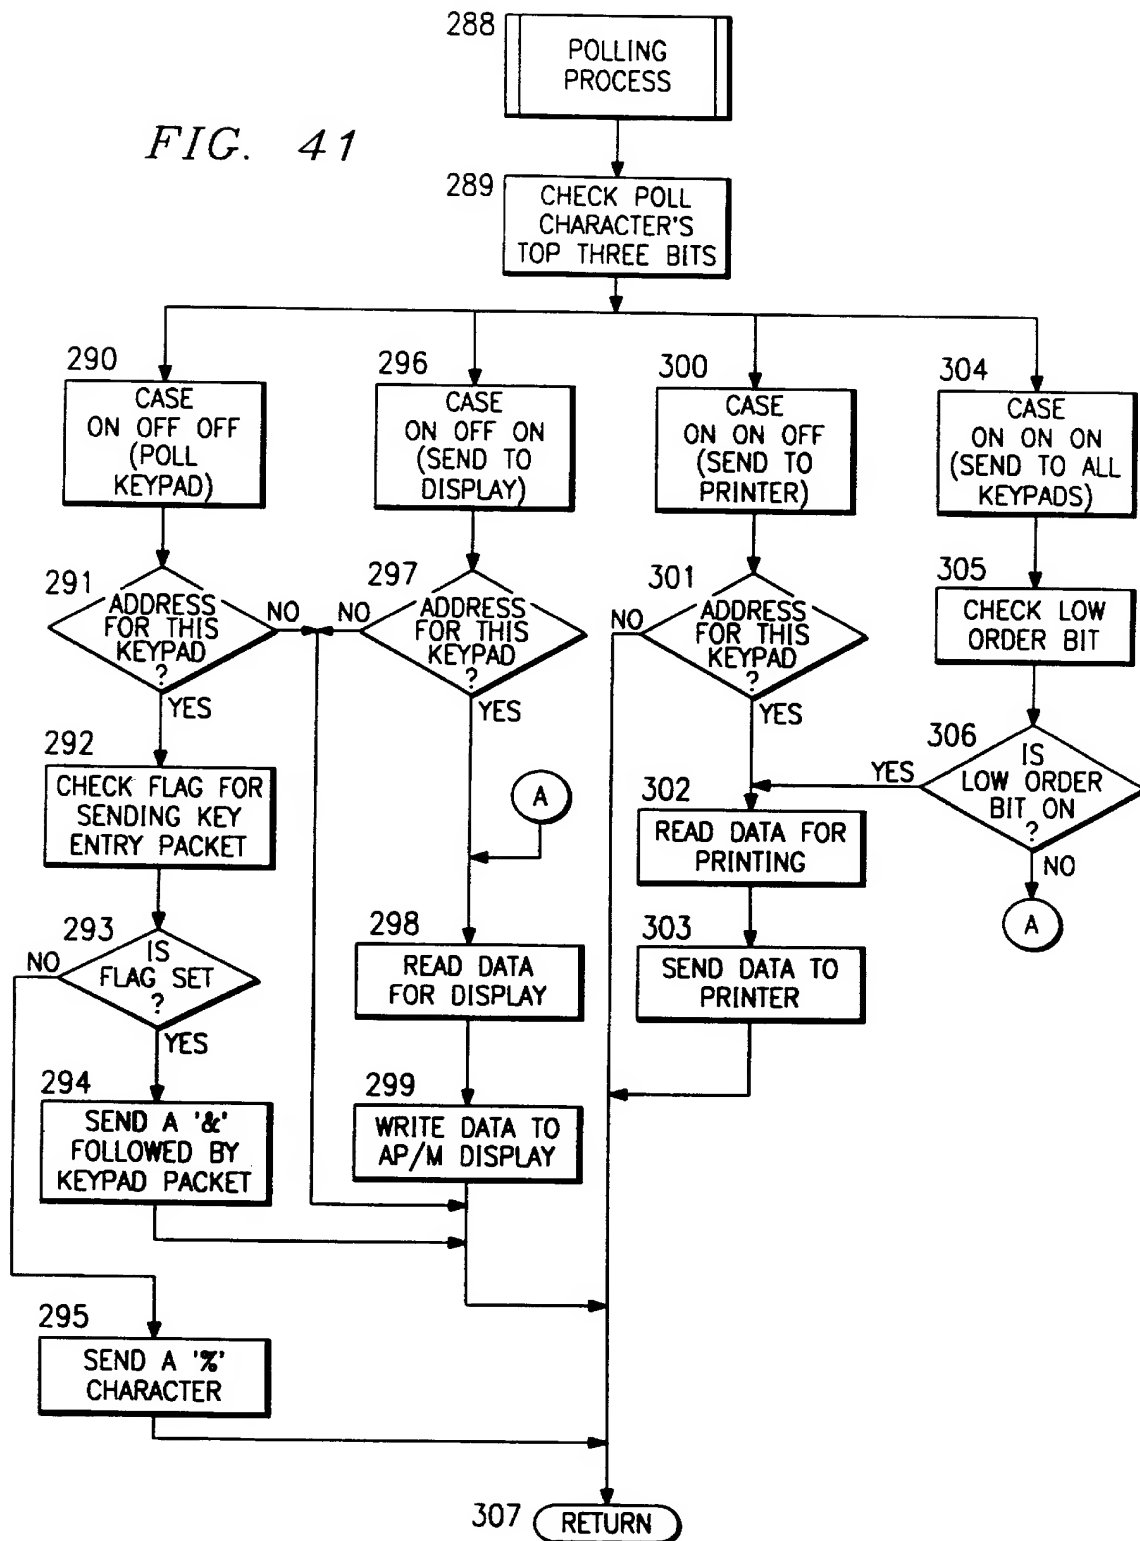 288
POLLING
PROCESS
FIG. 41
289
CHECK POLL
CHARACTER'S
TOP THREE BITS
290
CASE
ON OFF OFF
(POLL
KEYPAD)
296
CASE
ON OFF ON
(SEND TO
DISPLAY)
300
CASE
ON ON OFF
(SEND TO
PRINTER)
304
CASE
ON ON ON
(SEND TO ALL
KEYPADS)
291
ADDRESS
FOR THIS
KEYPAD
?
NO
YES
297
NO
ADDRESS
FOR THIS
KEYPAD
?
YES
301
NO
ADDRESS
FOR THIS
KEYPAD
?
YES
305
CHECK LOW
ORDER BIT
306
IS
LOW ORDER
BIT ON
?
YES
NO
A
292
CHECK FLAG FOR
SENDING KEY
ENTRY PACKET
A
302
READ DATA FOR
PRINTING
293
IS
FLAG SET
?
NO
YES
298
READ DATA
FOR DISPLAY
303
SEND DATA TO
PRINTER
294
SEND A '&'
FOLLOWED BY
KEYPAD PACKET
299
WRITE DATA TO
AP/M DISPLAY
295
SEND A '%'
CHARACTER
307
RETURN